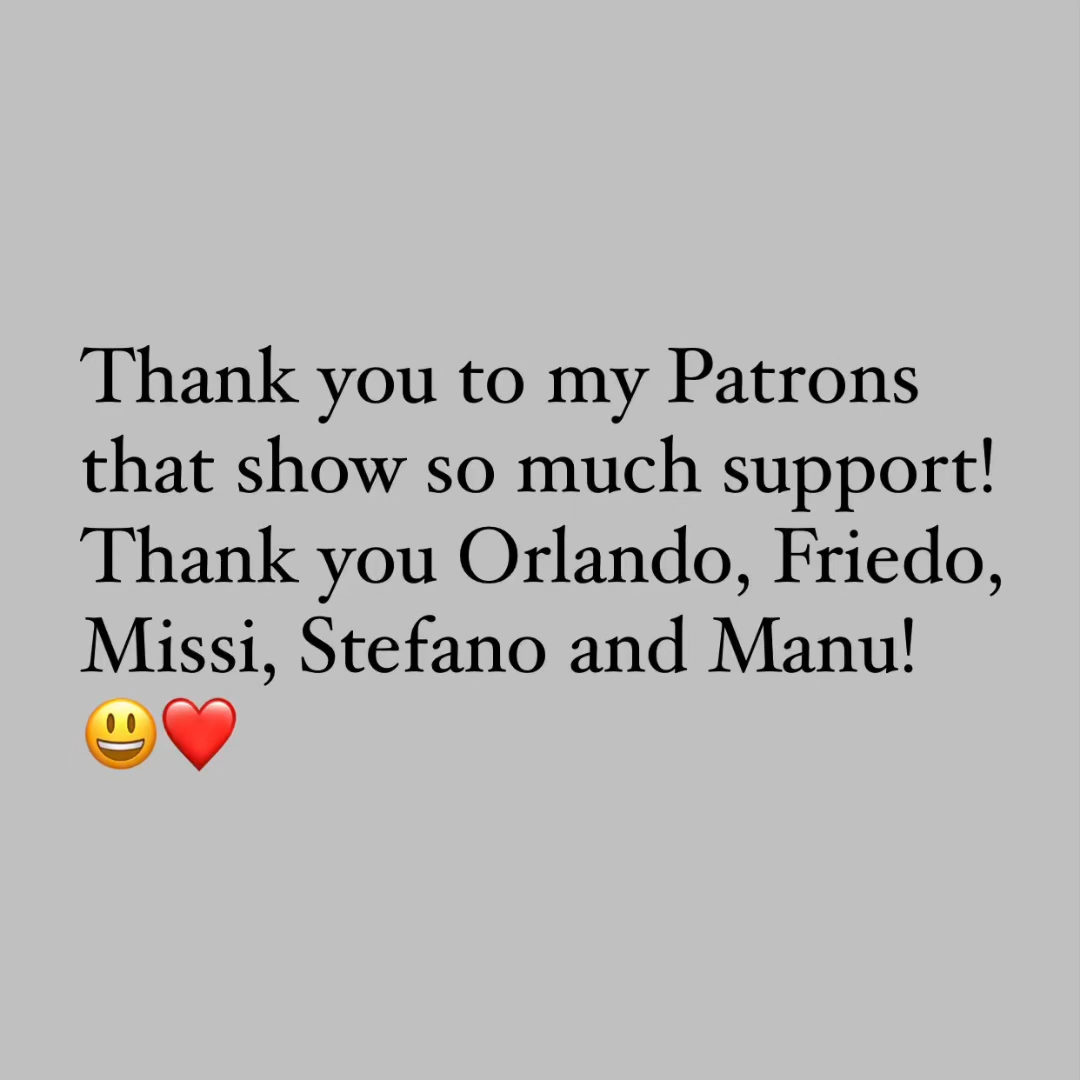 Thank you to my Patrons
that show so much support!
Thank you Orlando, Friedo,
Missi, Stefano and Manu!
😃❤️